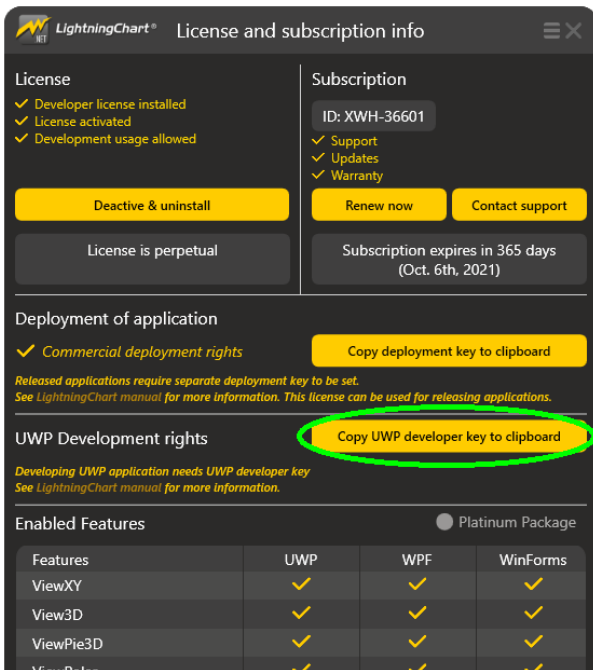 LightningChart® License and subscription info
.NET
License
Developer license installed
License activated
Development usage allowed
Deactive & uninstall
License is perpetual
Subscription
ID: XWH-36601
Support
Updates
Warranty
Renew now
Contact support
Subscription expires in 365 days
(Oct. 6th, 2021)
Deployment of application
Commercial deployment rights
Copy deployment key to clipboard
Released applications require separate deployment key to be set.
See LightningChart manual for more information. This license can be used for releasing applications.
UWP Development rights
Copy UWP developer key to clipboard
Developing UWP application needs UWP developer key
See LightningChart manual for more information.
Enabled Features
Platinum Package
Features UWP WPF WinForms
ViewXY
View3D
ViewPie3D
ViewPolar